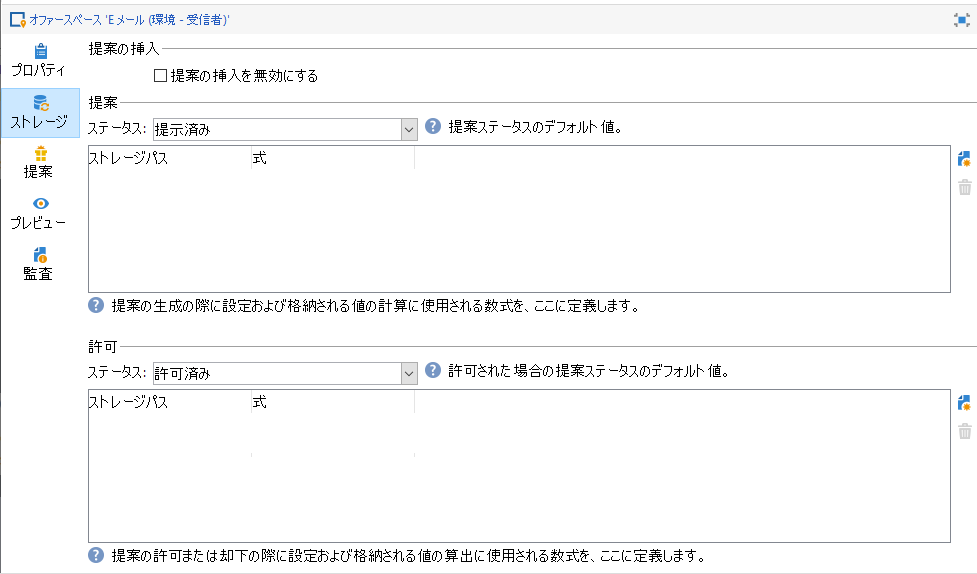 オファースペース 'Eメール (環境 - 受信者)'
プロパティ
ストレージ
提案
プレビュー
監査
提案の挿入
提案の挿入を無効にする
提案
ステータス: 提示済み 提案ステータスのデフォルト値。
ストレージパス 式
提案の生成の際に設定および格納される値の計算に使用される数式を、ここに定義します。
許可
ステータス: 許可済み 許可された場合の提案ステータスのデフォルト値。
ストレージパス 式
提案の許可または却下の際に設定および格納される値の算出に使用される数式を、ここに定義します。